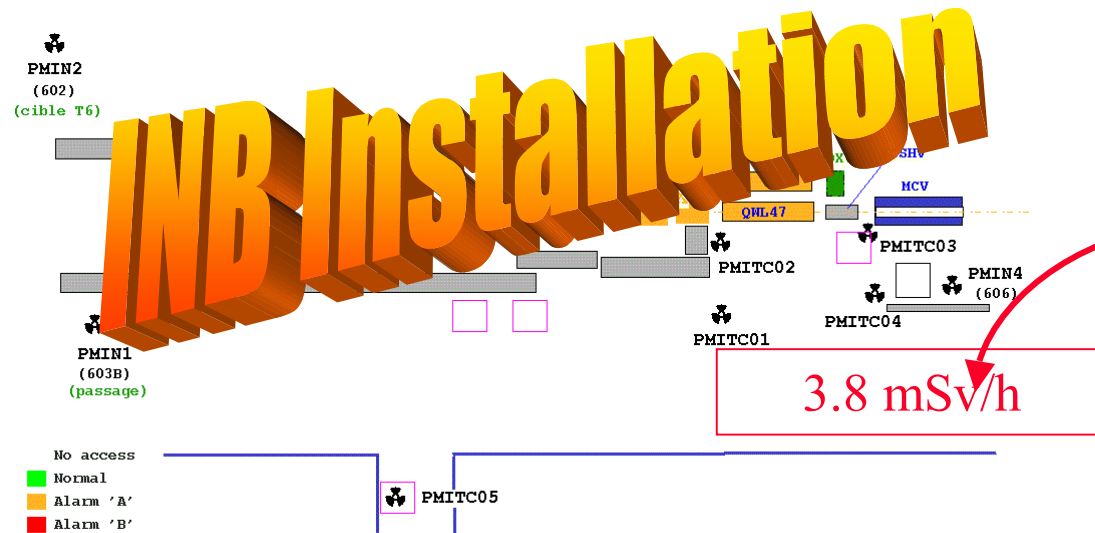 INB Installation
PMIN2
(602)
(cible T6)
SHV
MCV
QWL47
PMITC03
PMITC02
PMIN4
(606)
PMITC04
PMITC01
PMIN1
(603B)
(passage)
3.8 mSv/h
No access
Normal
Alarm 'A'
Alarm 'B'
PMITC05